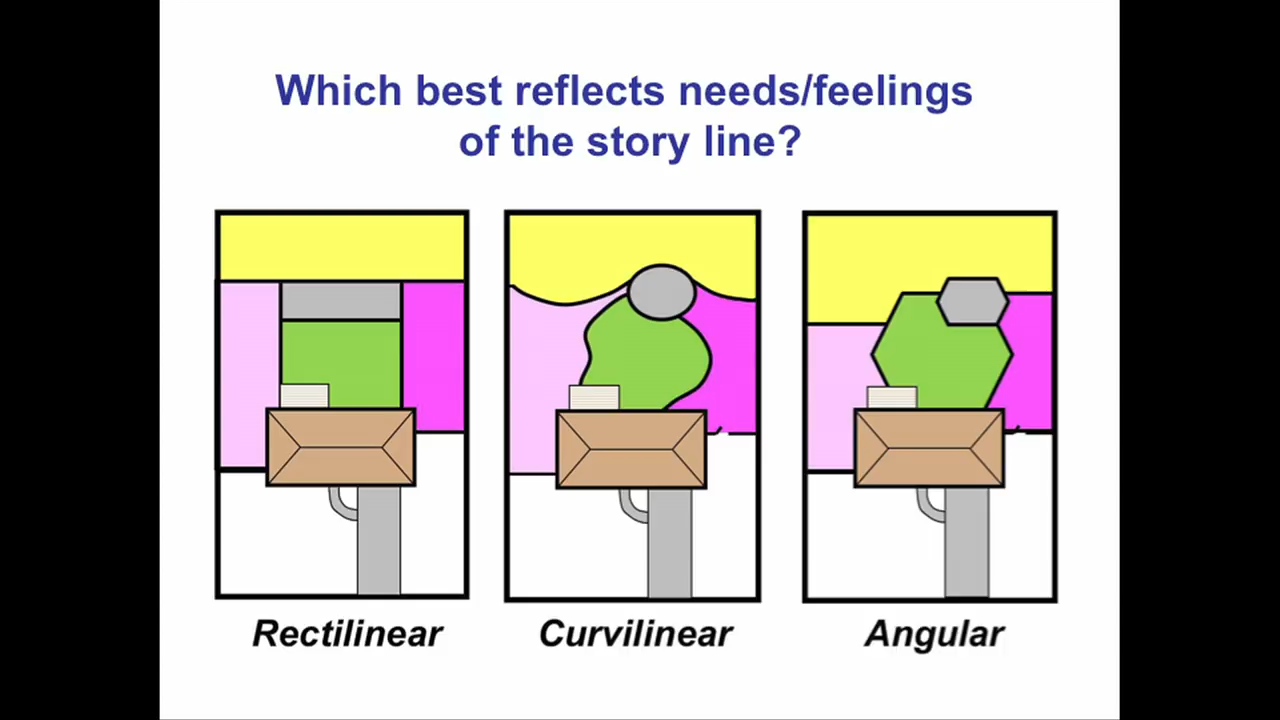 Which best reflects needs/feelings
of the story line?
Rectilinear
Curvilinear
Angular